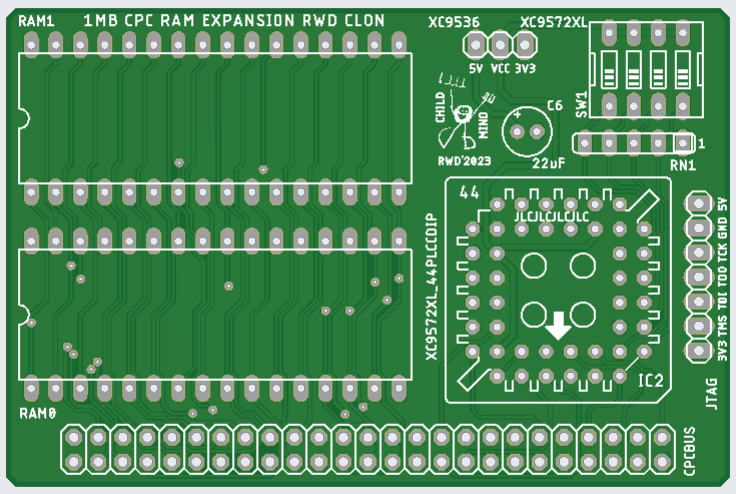 RAM1
1MB CPC RAM EXPANSION RWD CLON
XC9536
XC9572XL
5V VCC 3V3
SW1
CHILD
MIND
C6
+
22uF
RWD'2023
1
RN1
44
JLCJLCJLCJLC
XC9572XL_44PLCCDIP
IC2
3V3 TMS TDI TDO TCK GND 5V
JTAG
RAM0
CPCBUS